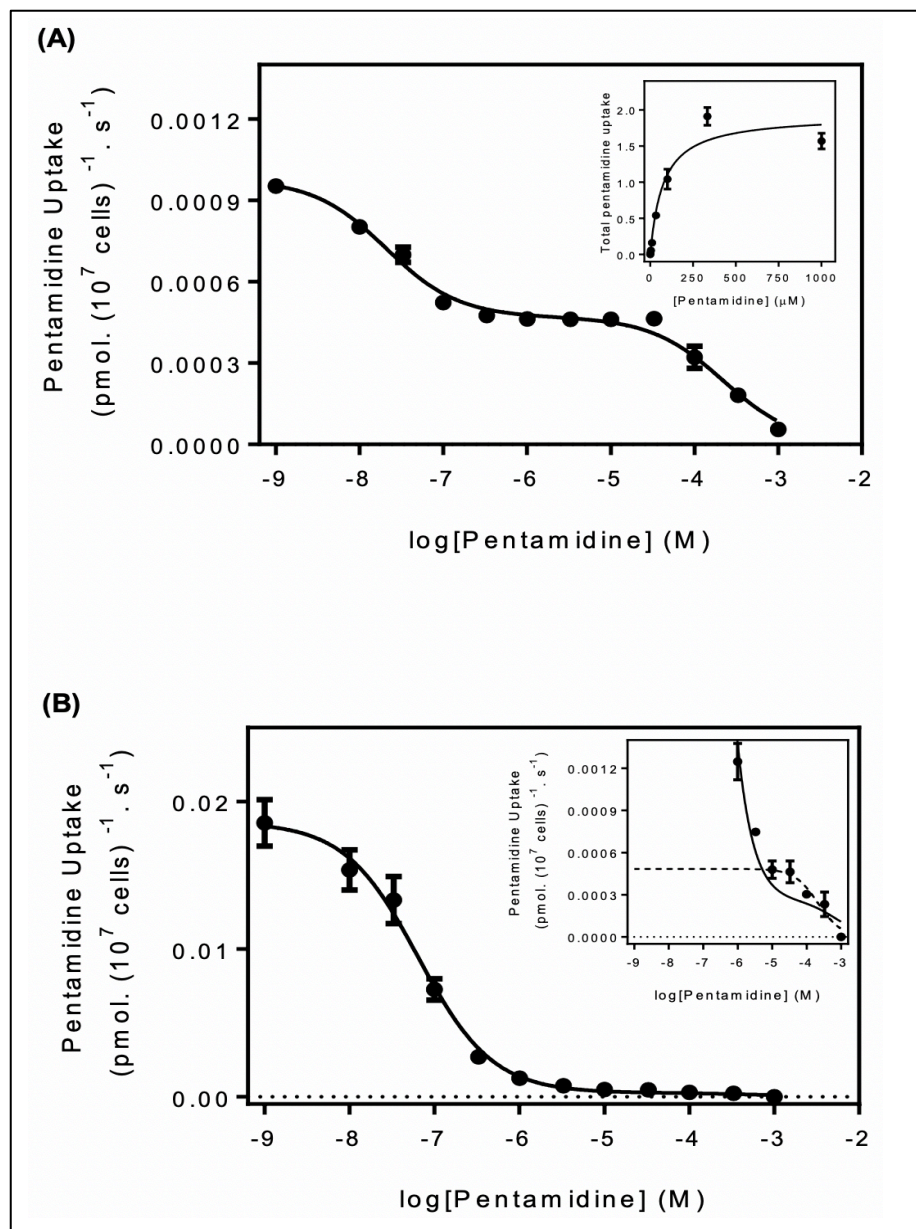 (A)
Pentamidine Uptake
(pmol. (10⁷ cells) ⁻¹ . s⁻¹)
0.0012
0.0009
0.0006
0.0003
0.0000
-9 -8 -7 -6 -5 -4 -3 -2
log[Pentamidine] (M)
Total pentamidine uptake
2.0
1.5
1.0
0.5
0.0
0 250 500 750 1000
[Pentamidine] (μM)
(B)
Pentamidine Uptake
(pmol. (10⁷ cells) ⁻¹ . s⁻¹)
0.02
0.01
0.00
-9 -8 -7 -6 -5 -4 -3 -2
log[Pentamidine] (M)
Pentamidine Uptake
(pmol. (10⁷ cells) ⁻¹ . s⁻¹)
0.0012
0.0009
0.0006
0.0003
0.0000
-9 -8 -7 -6 -5 -4 -3
log[Pentamidine] (M)